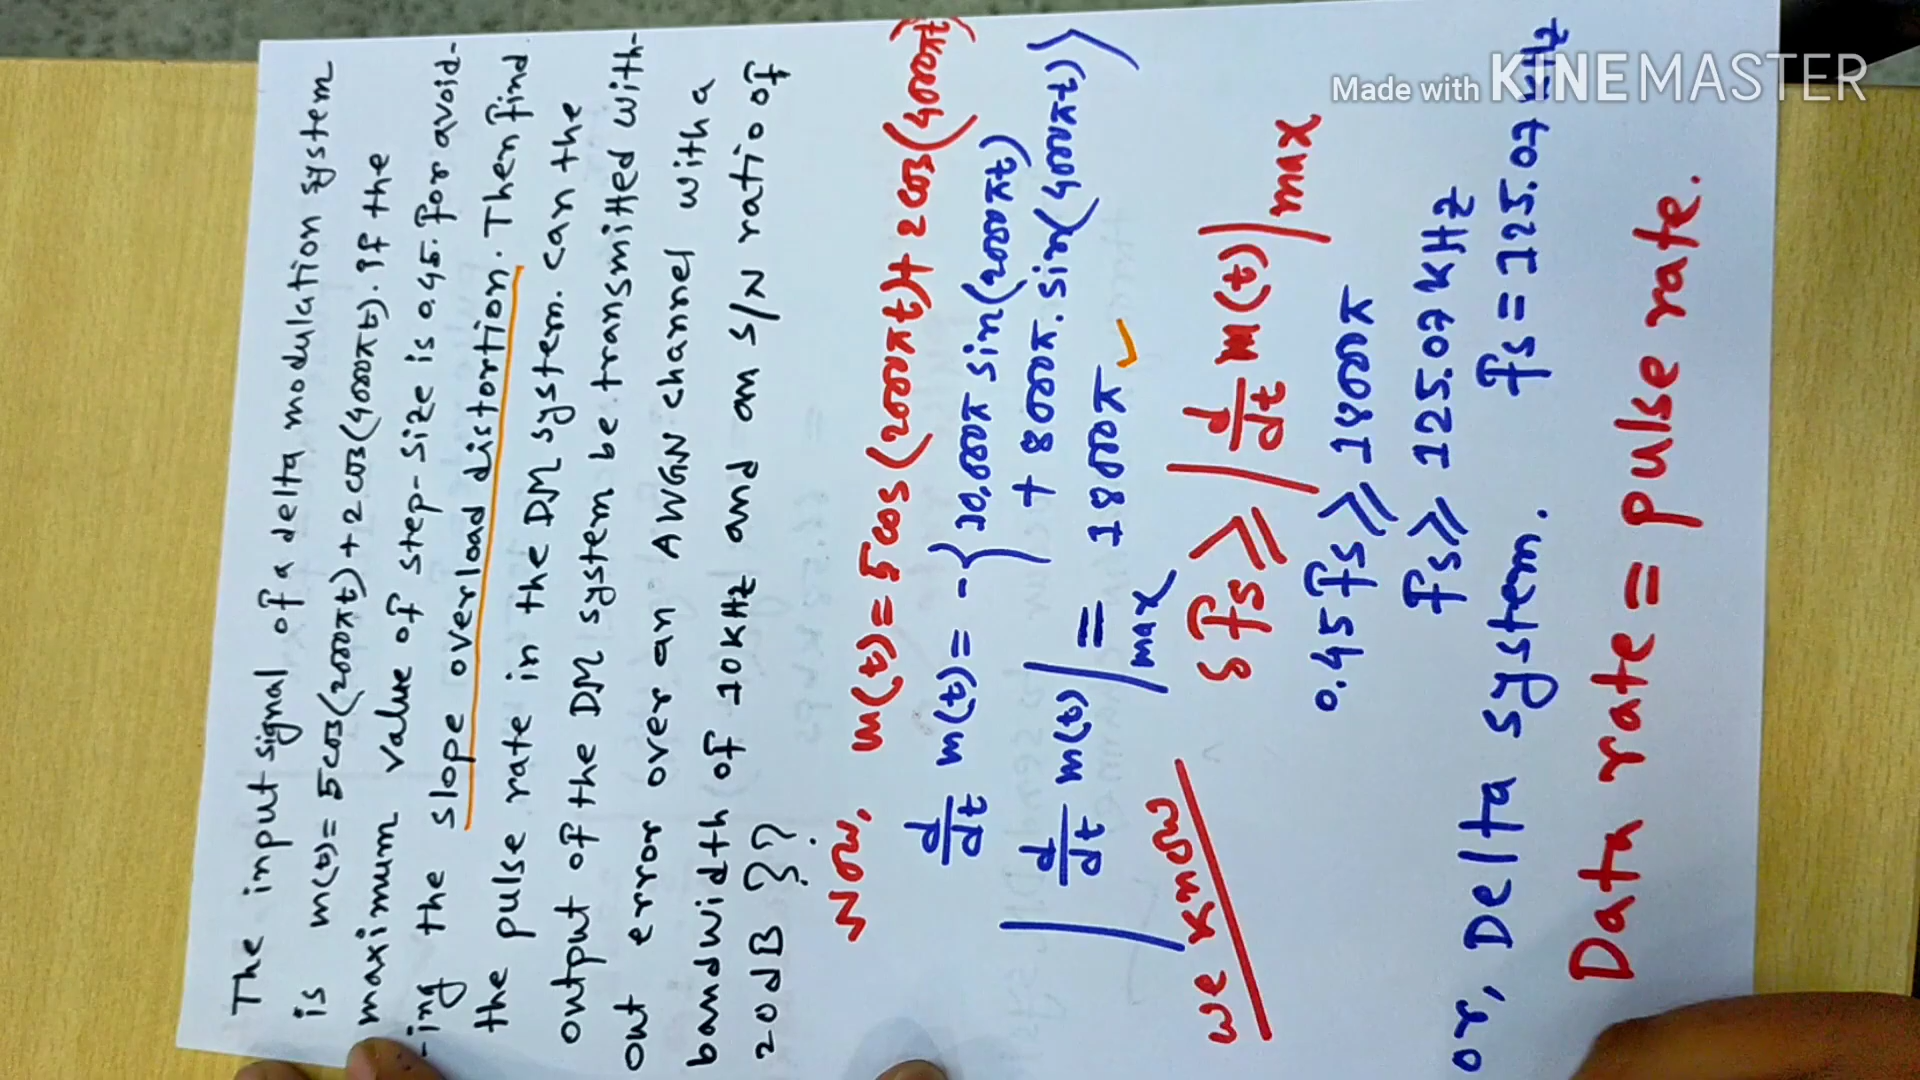 The input signal of a delta modulation system
is m(t)= 5cos(2000πt)+2cos(4000πt). if the
maximum value of step-size is 0.45. for avoid-
-ing the slope overload distortion. Then find
the pulse rate in the DM system. can the
output of the DM system be transmitted with-
out error over an AWGN channel with a
bandwidth of 10KHz and an S/N ratio of
20dB ??
Now, m(t)= 5cos(2000πt)+ 2cos(4000πt)
d/dt m(t)= -{10,000π sin(2000πt)
+ 8000π. sin(4000πt)}
|d/dt m(t)|max = 18000π ✓
we know
δ fs ≥ |d/dt m(t)|max
0.45 fs ≥ 18000π
fs ≥ 125.07 KHz
or, Delta system. fs = 125.07 KHz
Data rate = pulse rate.
Made with KINEMASTER